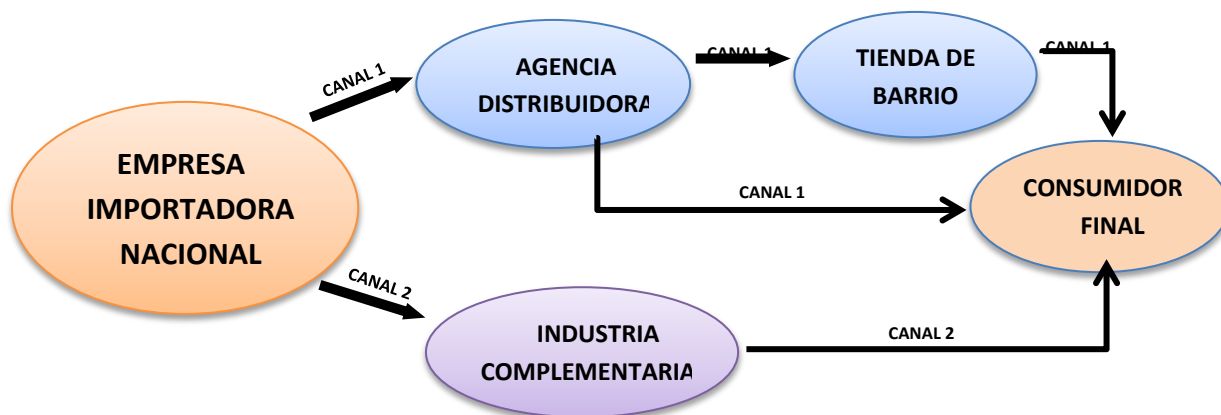 EMPRESA
IMPORTADORA
NACIONAL
CANAL 1
AGENCIA
DISTRIBUIDORA
CANAL 1
TIENDA DE
BARRIO
CANAL 1
CANAL 1
CONSUMIDOR
FINAL
CANAL 2
INDUSTRIA
COMPLEMENTARIA
CANAL 2